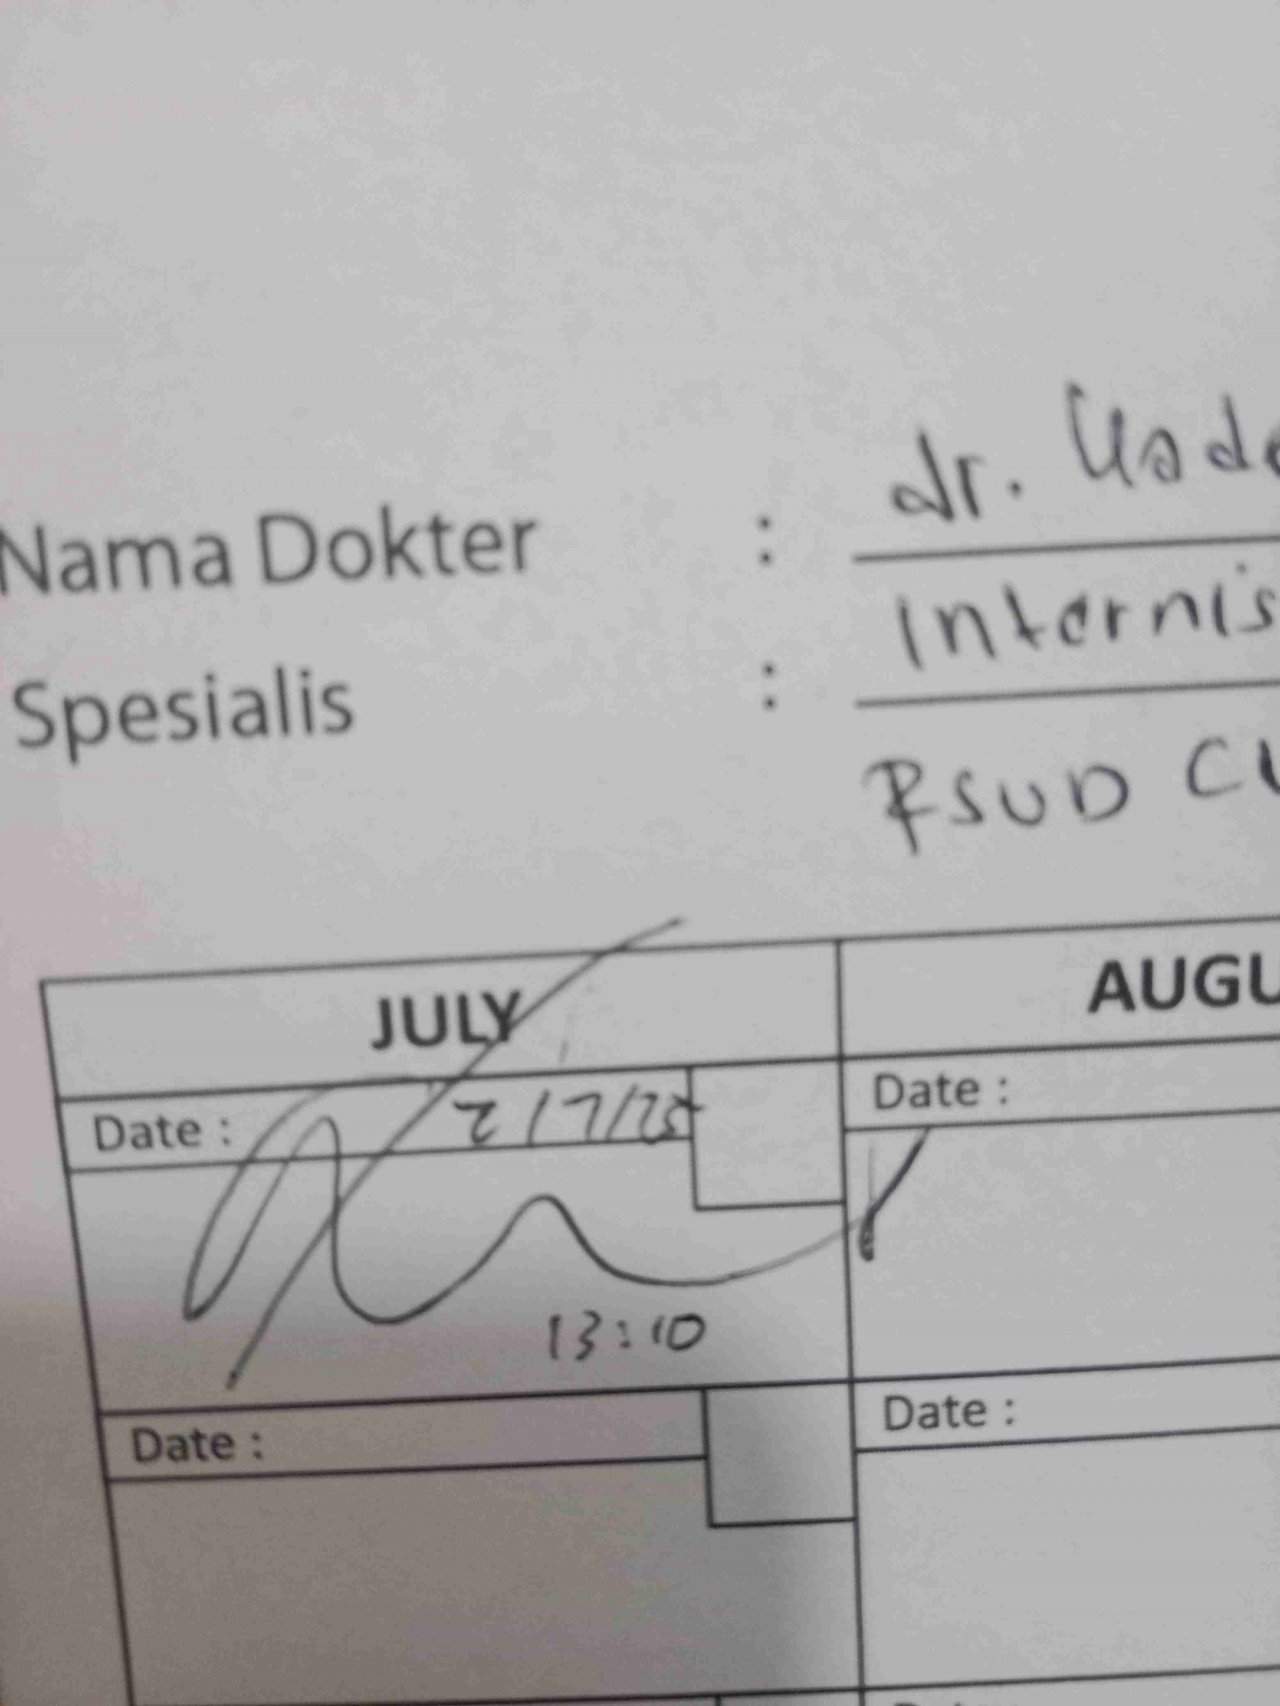 Nama Dokter : dr.
Spesialis : Internis
RSUD
JULY AUGU
Date : 2/7/25 Date :
13:10
Date : Date :